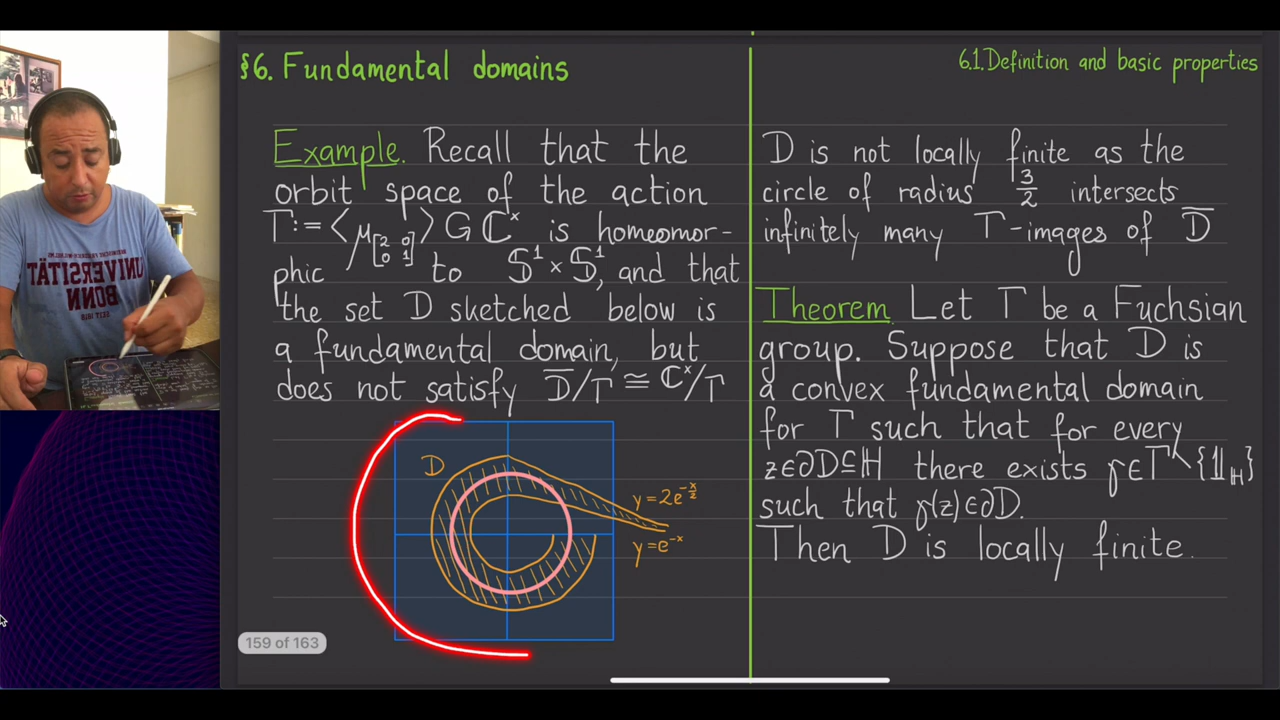 §6. Fundamental domains
6.1. Definition and basic properties
Example. Recall that the
orbit space of the action
Γ := ⟨μ[2 0; 0 1]⟩ G ℂ^× is homeomor-
phic to 𝕊¹×𝕊¹, and that
the set D sketched below is
a fundamental domain, but
does not satisfy D̅/Γ ≅ ℂ^×/Γ
D
y=2e^{-x/2}
y=e^{-x}
159 of 163
D is not locally finite as the
circle of radius 3/2 intersects
infinitely many Γ-images of D̅
Theorem. Let Γ be a Fuchsian
group. Suppose that D is
a convex fundamental domain
for Γ such that for every
z∈∂D⊆ℍ there exists γ∈Γ∖{𝟙_ℍ}
such that γ(z)∈∂D.
Then D is locally finite.
UNIVERSITÄT
BONN